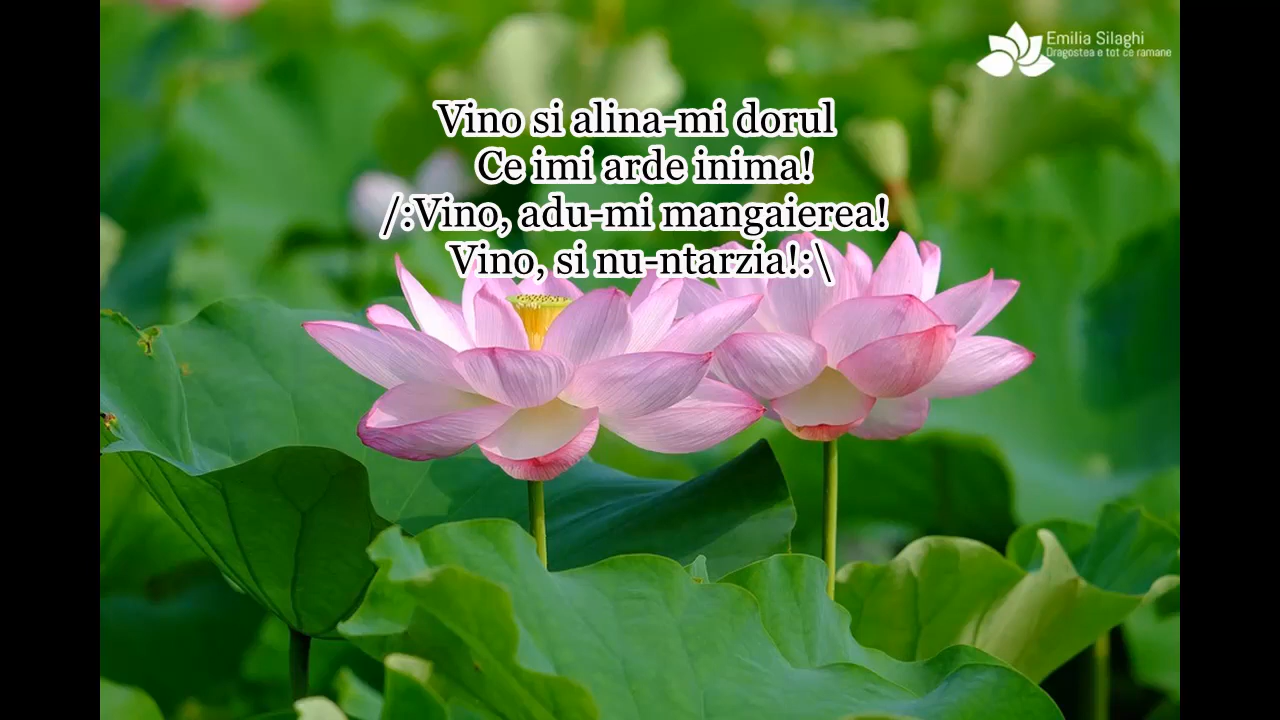 Emilia Silaghi
Dragostea e tot ce ramane
Vino si alina-mi dorul
Ce imi arde inima!
/:Vino, adu-mi mangaierea!
Vino, si nu-ntarzia!:\